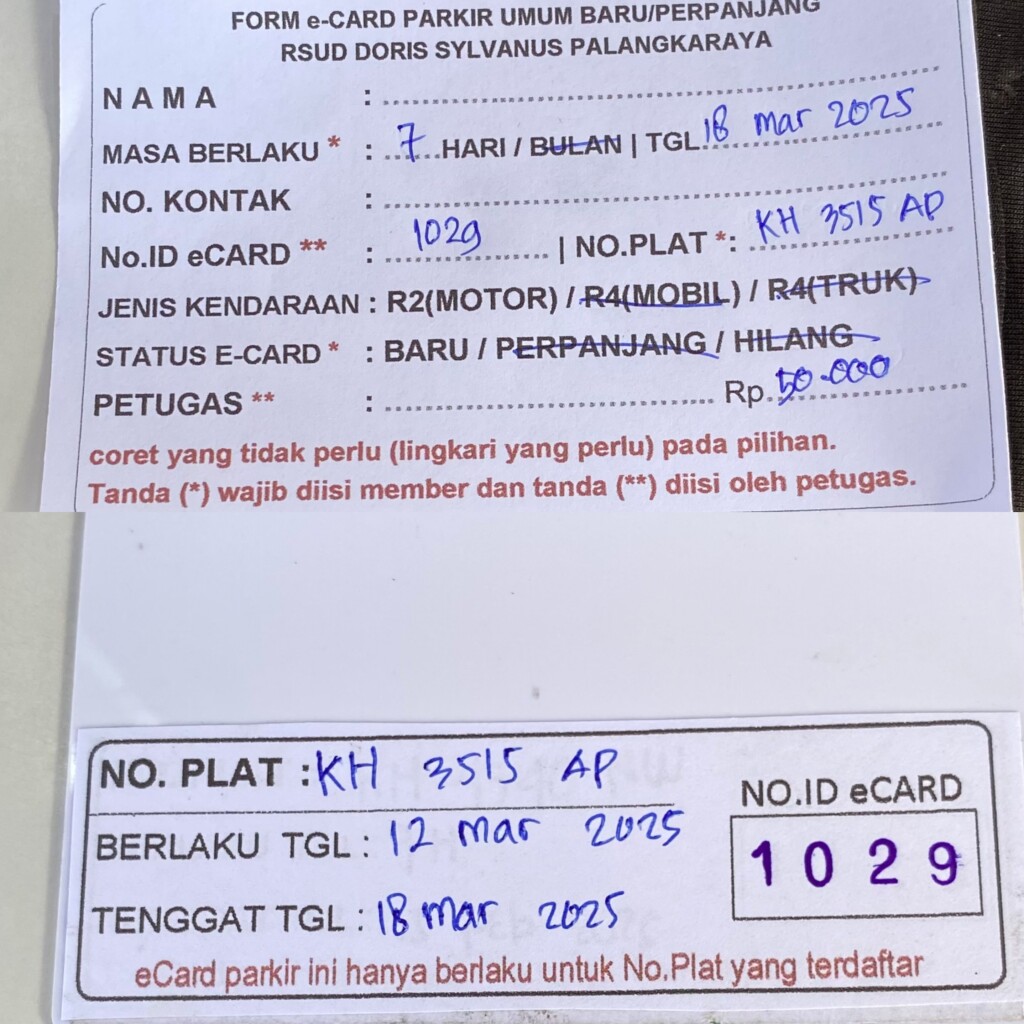 FORM e-CARD PARKIR UMUM BARU/PERPANJANG
RSUD DORIS SYLVANUS PALANGKARAYA
N A M A : ....................
MASA BERLAKU * : 7 HARI / BULAN | TGL 18 mar 2025
NO. KONTAK : ....................
No.ID eCARD ** : 1029 | NO.PLAT *: KH 3515 AP
JENIS KENDARAAN : R2(MOTOR) / R4(MOBIL) / R4(TRUK)
STATUS E-CARD * : BARU / PERPANJANG / HILANG
PETUGAS ** : .................... Rp. 50.000
coret yang tidak perlu (lingkari yang perlu) pada pilihan.
Tanda (*) wajib diisi member dan tanda (**) diisi oleh petugas.
NO. PLAT : KH 3515 AP
BERLAKU TGL : 12 mar 2025
TENGGAT TGL : 18 mar 2025
NO.ID eCARD
1 0 2 9
eCard parkir ini hanya berlaku untuk No.Plat yang terdaftar